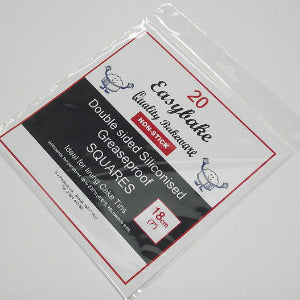 20
Easybake
Quality Bakeware
NON-STICK
Double sided Siliconised
Greaseproof
SQUARES
Ideal for lining Cake Tins
18cm
(7")